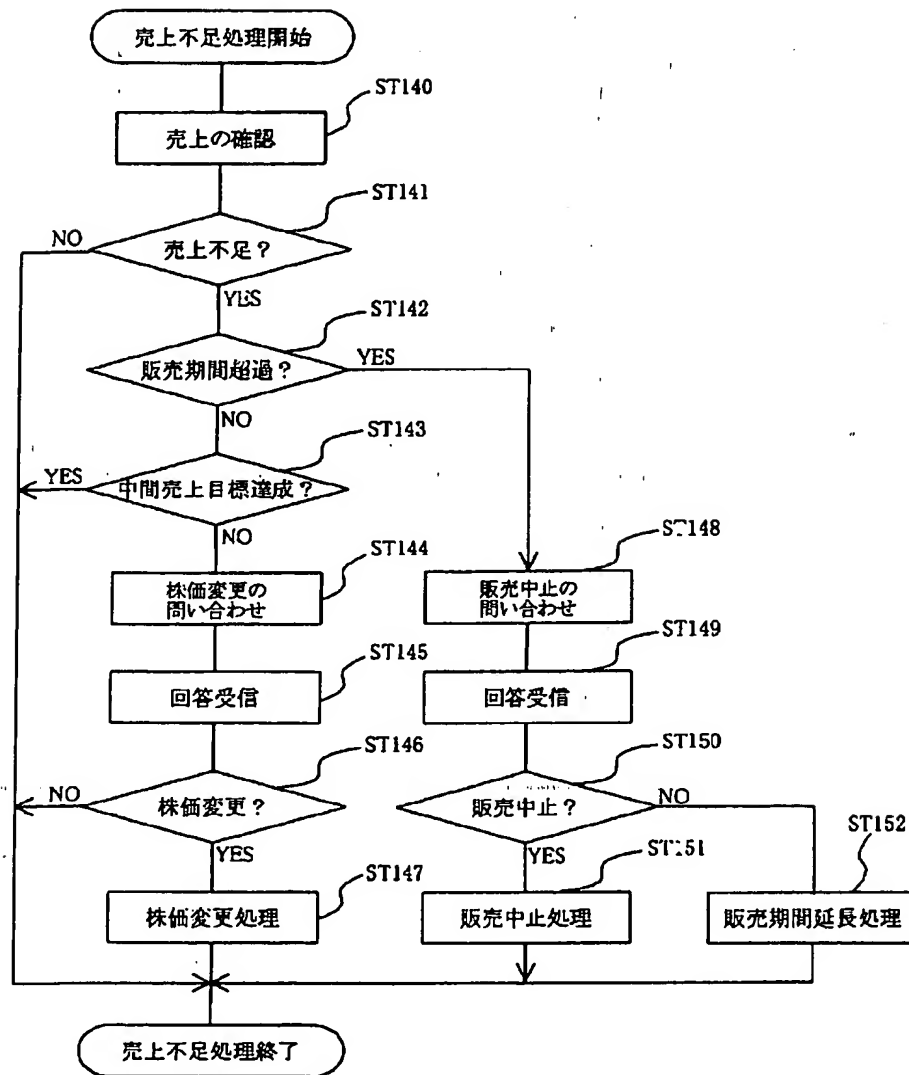 売上不足処理開始
ST140
売上の確認
ST141
NO
売上不足？
YES
ST142
販売期間超過？
YES
NO
ST143
YES
中間売上目標達成？
NO
ST144
株価変更の
問い合わせ
ST148
販売中止の
問い合わせ
ST145
回答受信
ST149
回答受信
ST146
NO
株価変更？
YES
ST150
販売中止？
NO
YES
ST147
株価変更処理
ST151
販売中止処理
ST152
販売期間延長処理
売上不足処理終了